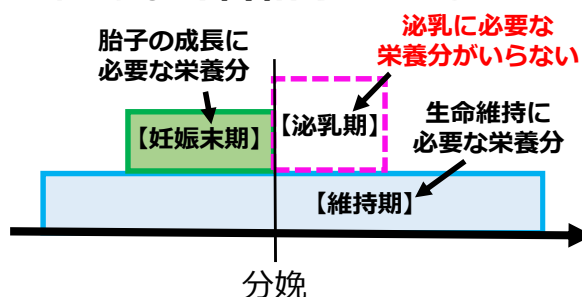 胎子の成長に
必要な栄養分
泌乳に必要な
栄養分がいらない
【妊娠末期】
【泌乳期】
生命維持に
必要な栄養分
【維持期】
分娩